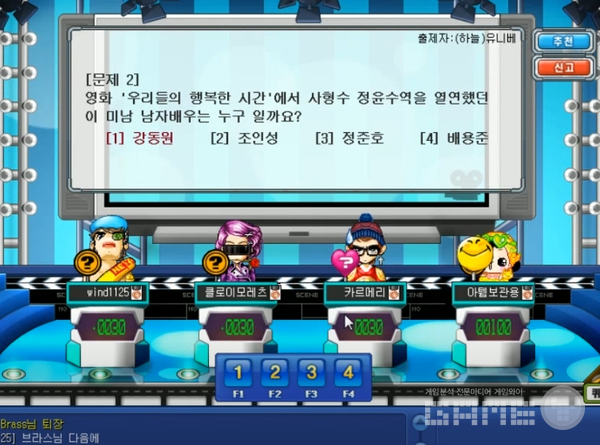 출제자:(하늘)유니베
추천
신고
[문제 2]
영화 '우리들의 행복한 시간'에서 사형수 정윤수역을 열연했던
이 미남 남자배우는 누구 일까요?
[1] 강동원 [2] 조인성 [3] 정준호 [4] 배용준
wind1125 클로이모레츠 카르메리 아템보관용
0030 0030 0030 00100
1 2 3 4
F1 F2 F3 F4
게임분석·전문미디어 게임와이
GAME
Brass님 퇴장
25] 브라스님 다음에